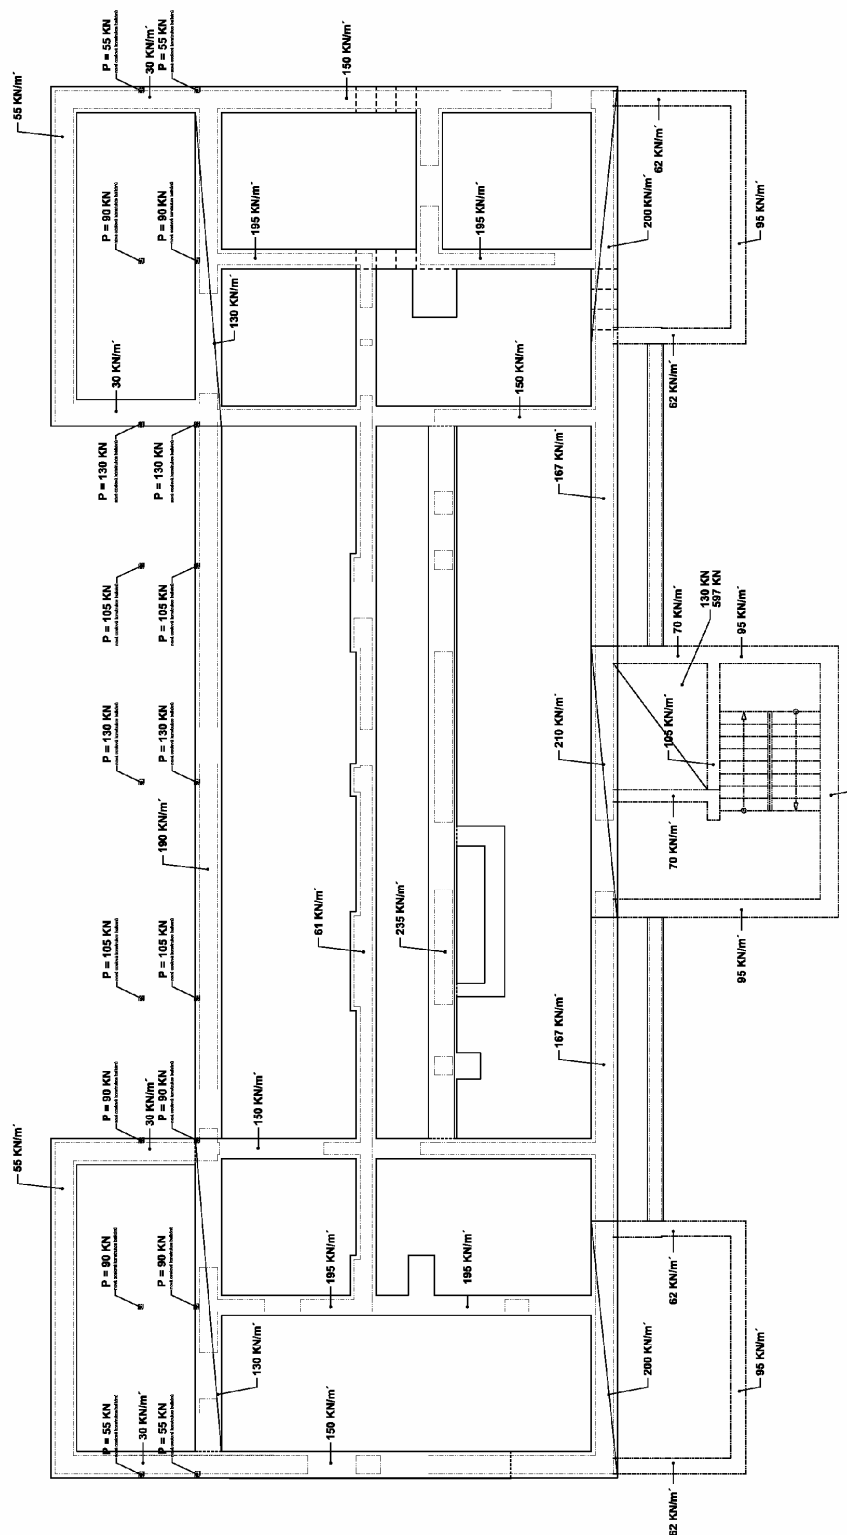 P = 55 KN
30 KN/m´
P = 55 KN
150 KN/m´
55 KN/m´
62 KN/m´
P = 90 KN
P = 90 KN
195 KN/m´
195 KN/m´
200 KN/m´
95 KN/m´
130 KN/m´
30 KN/m´
150 KN/m´
62 KN/m´
P = 130 KN
P = 130 KN
167 KN/m´
P = 105 KN
P = 105 KN
70 KN/m´
130 KN
597 KN
95 KN/m´
P = 130 KN
P = 130 KN
210 KN/m´
105 KN/m´
190 KN/m´
70 KN/m´
P = 105 KN
P = 105 KN
61 KN/m´
235 KN/m´
95 KN/m´
167 KN/m´
P = 90 KN
30 KN/m´
P = 90 KN
150 KN/m´
55 KN/m´
P = 90 KN
P = 90 KN
195 KN/m´
195 KN/m´
62 KN/m´
130 KN/m´
200 KN/m´
95 KN/m´
P = 55 KN
30 KN/m´
P = 55 KN
150 KN/m´
62 KN/m´